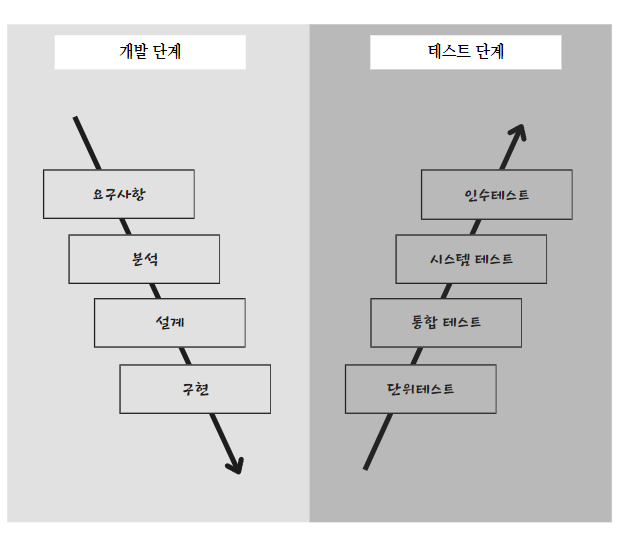 개발 단계
테스트 단계
요구사항
분석
설계
구현
인수테스트
시스템 테스트
통합 테스트
단위테스트